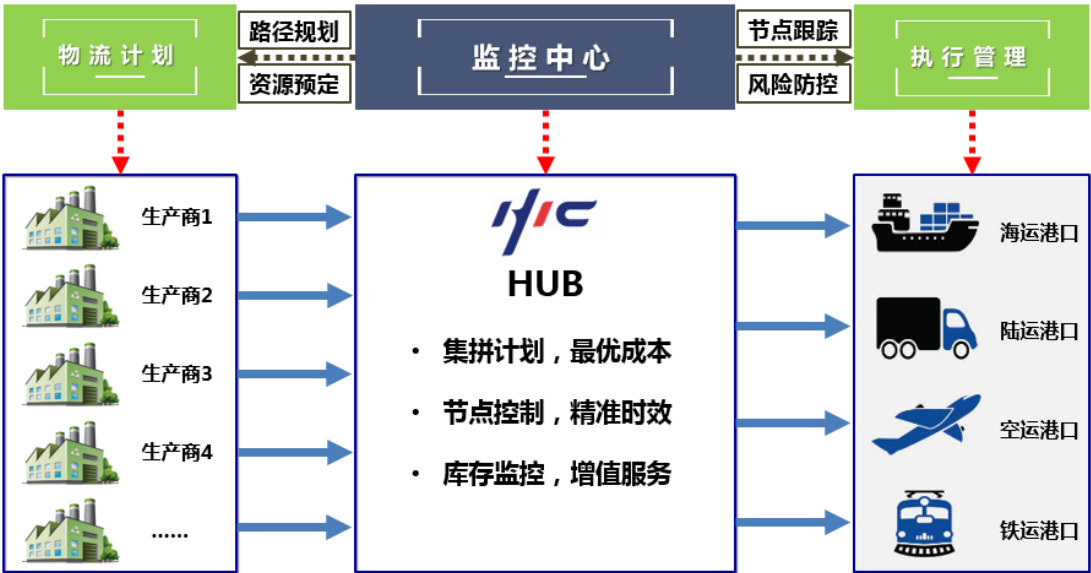 物流计划
路径规划
资源预定
监控中心
节点跟踪
风险防控
执行管理
生产商1
生产商2
生产商3
生产商4
......
HIC
HUB
· 集拼计划，最优成本
· 节点控制，精准时效
· 库存监控，增值服务
海运港口
陆运港口
空运港口
铁运港口